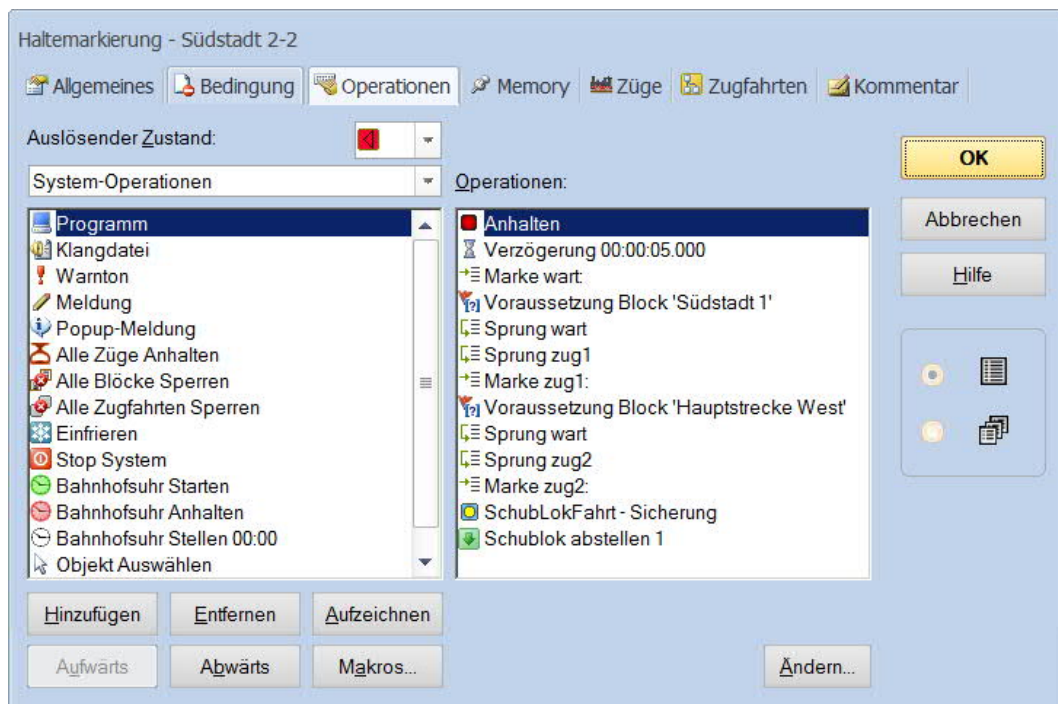 Haltemarkierung - Südstadt 2-2
Allgemeines Bedingung Operationen Memory Züge Zugfahrten Kommentar
Auslösender Zustand:
System-Operationen
Programm
Klangdatei
Warnton
Meldung
Popup-Meldung
Alle Züge Anhalten
Alle Blöcke Sperren
Alle Zugfahrten Sperren
Einfrieren
Stop System
Bahnhofsuhr Starten
Bahnhofsuhr Anhalten
Bahnhofsuhr Stellen 00:00
Objekt Auswählen
Operationen:
Anhalten
Verzögerung 00:00:05.000
Marke wart:
Voraussetzung Block 'Südstadt 1'
Sprung wart
Sprung zug1
Marke zug1:
Voraussetzung Block 'Hauptstrecke West'
Sprung wart
Sprung zug2
Marke zug2:
SchubLokFahrt - Sicherung
Schublok abstellen 1
OK
Abbrechen
Hilfe
Hinzufügen Entfernen Aufzeichnen
Aufwärts Abwärts Makros... Ändern...